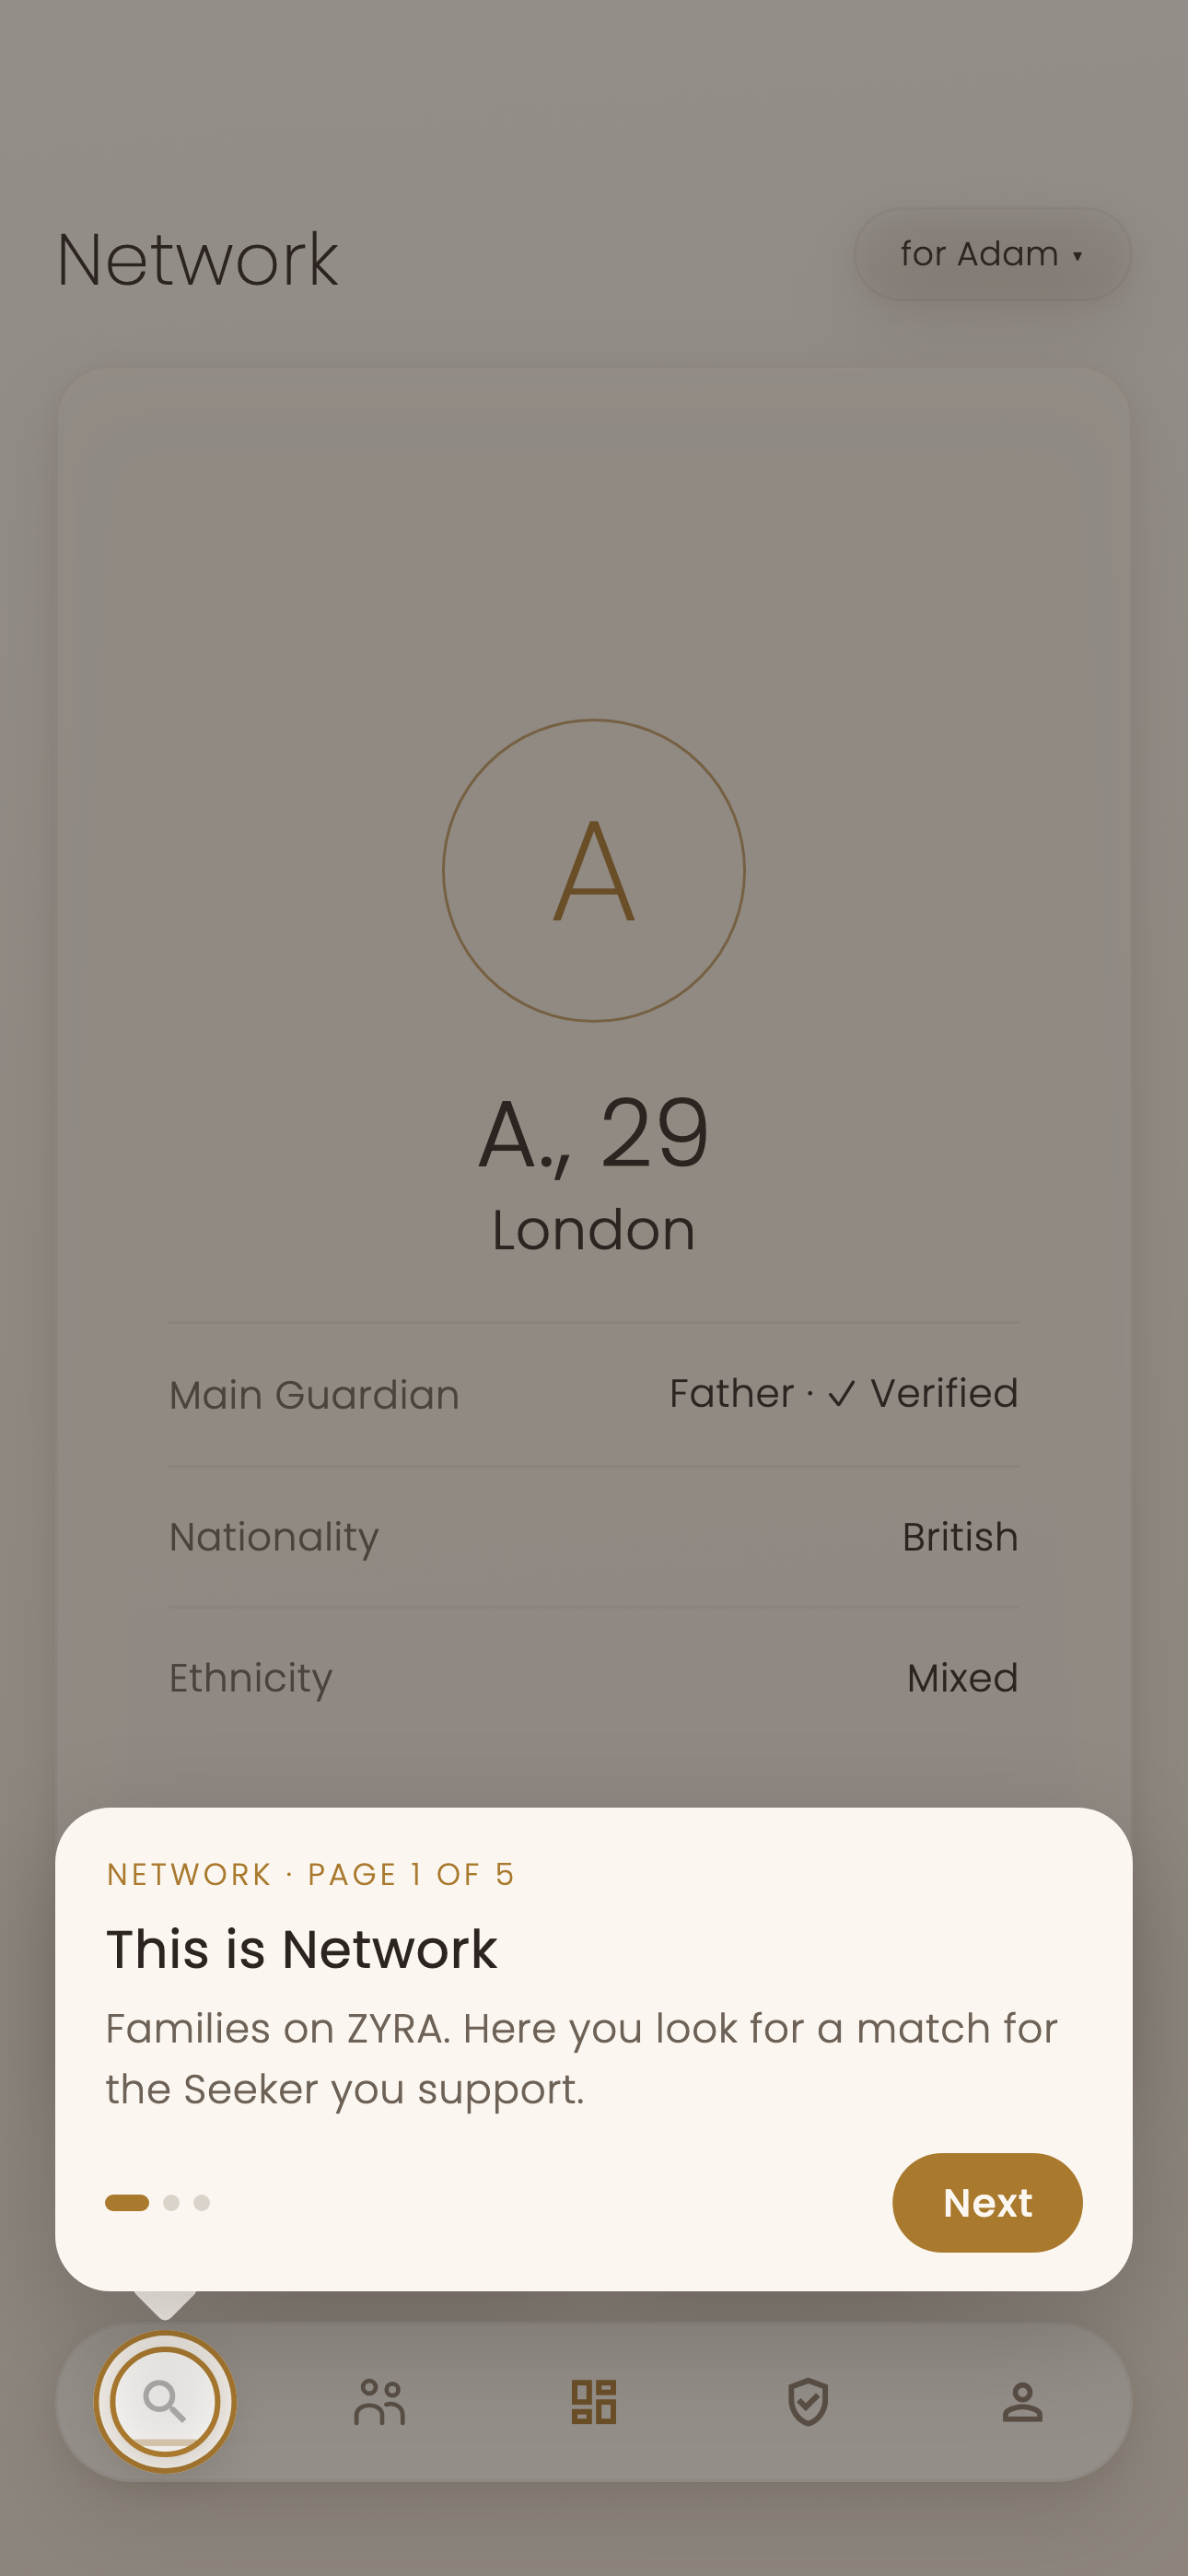 Network
for Adam ▾
A
A., 29
London
Main Guardian Father · ✓ Verified
Nationality British
Ethnicity Mixed
NETWORK · PAGE 1 OF 5
This is Network
Families on ZYRA. Here you look for a match for
the Seeker you support.
Next